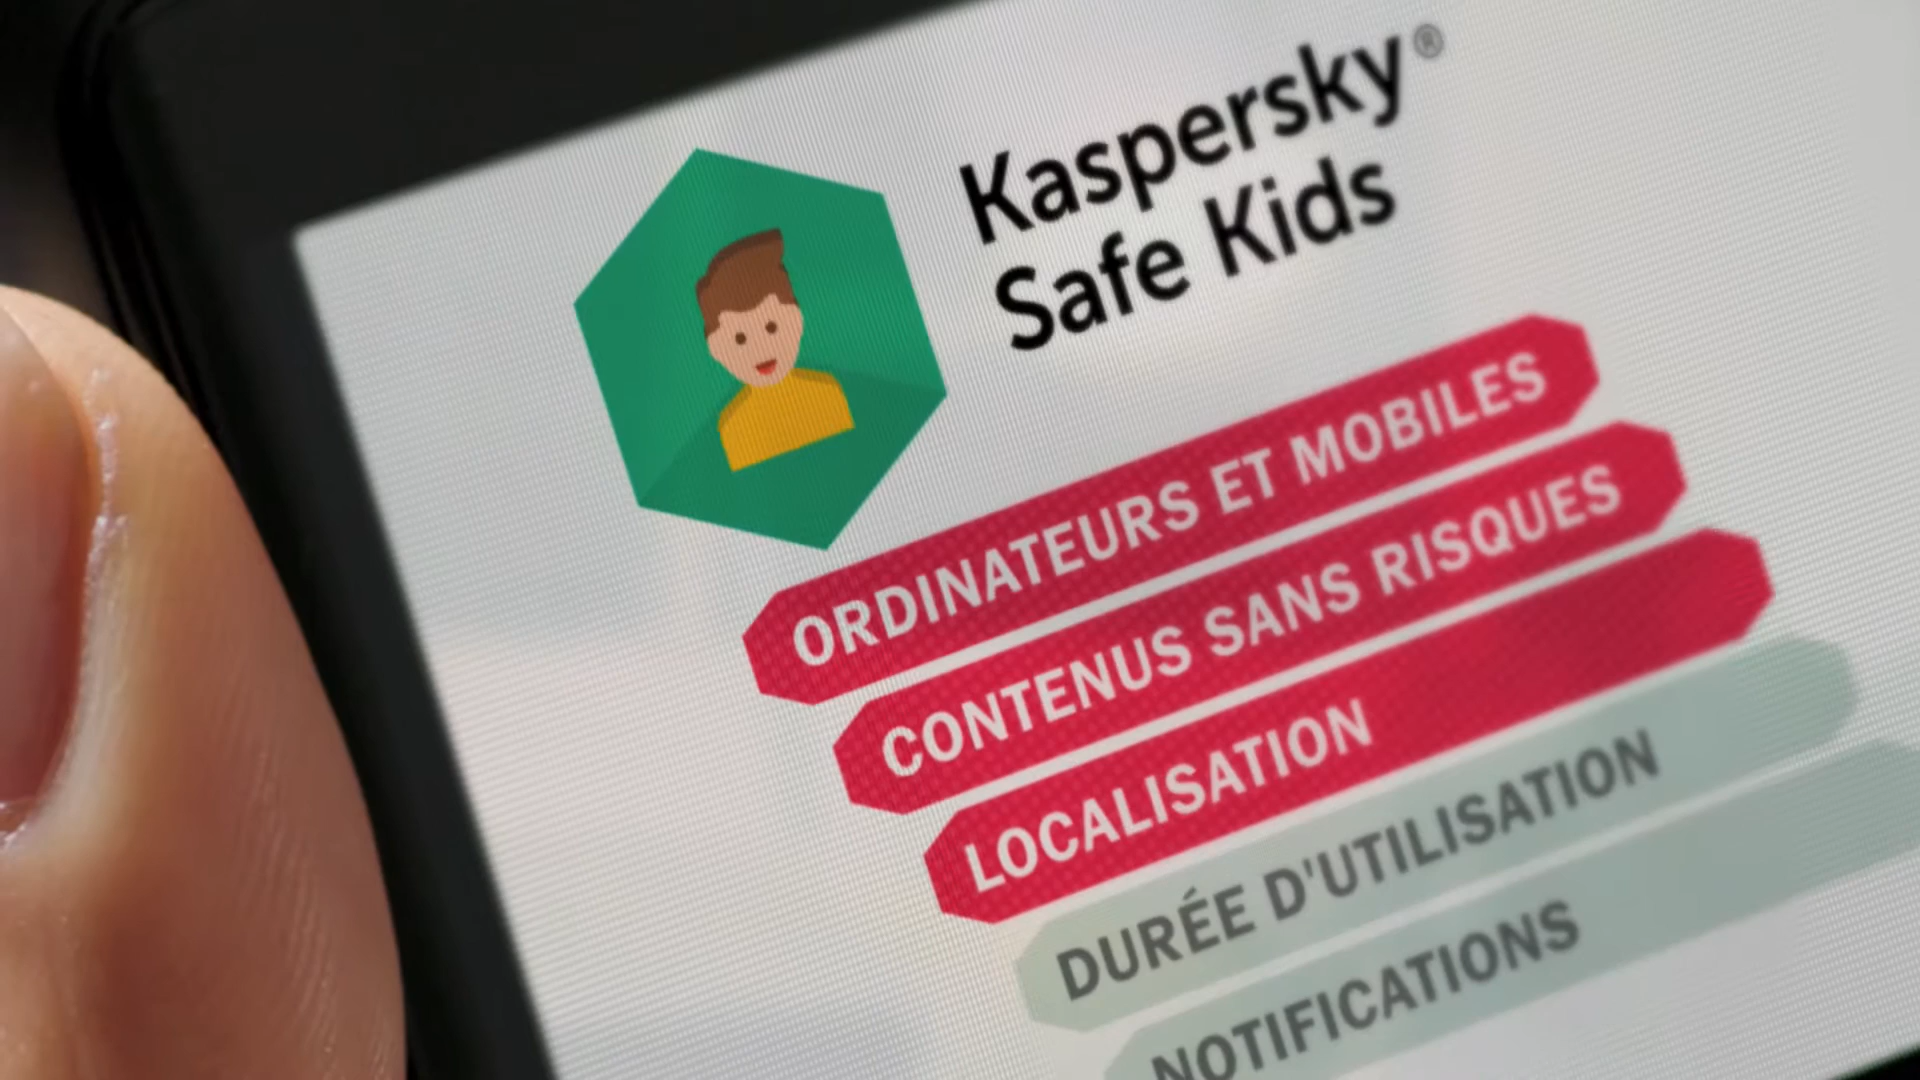 Kaspersky®
Safe Kids
ORDINATEURS ET MOBILES
CONTENUS SANS RISQUES
LOCALISATION
DURÉE D'UTILISATION
NOTIFICATIONS